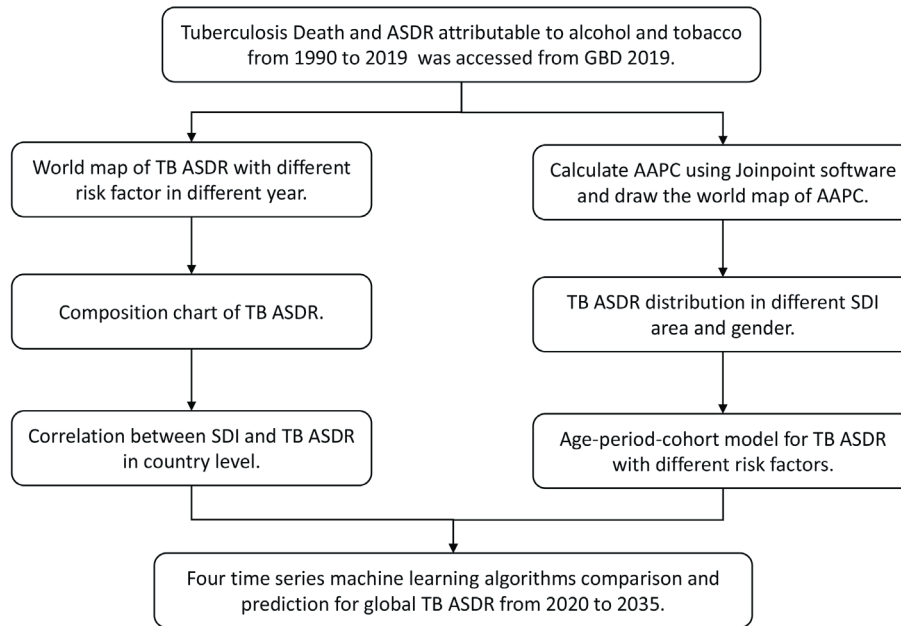 Tuberculosis Death and ASDR attributable to alcohol and tobacco
from 1990 to 2019 was accessed from GBD 2019.
World map of TB ASDR with different
risk factor in different year.
Composition chart of TB ASDR.
Correlation between SDI and TB ASDR
in country level.
Calculate AAPC using Joinpoint software
and draw the world map of AAPC.
TB ASDR distribution in different SDI
area and gender.
Age-period-cohort model for TB ASDR
with different risk factors.
Four time series machine learning algorithms comparison and
prediction for global TB ASDR from 2020 to 2035.